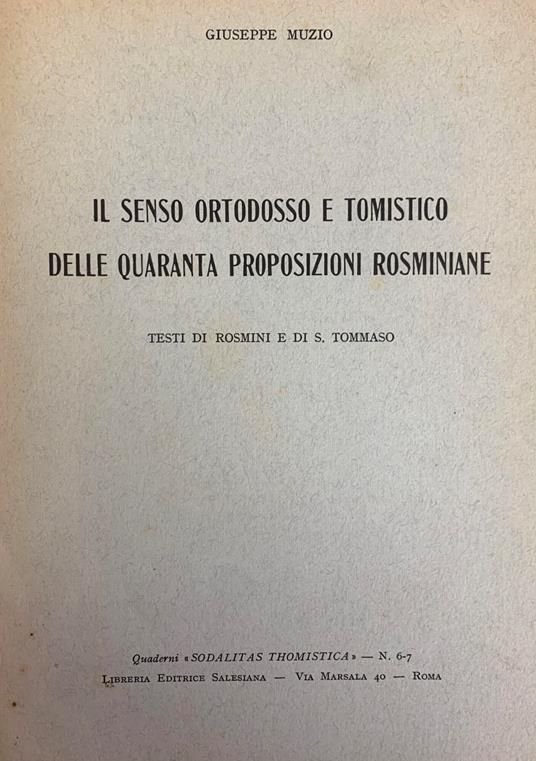 GIUSEPPE MUZIO
IL SENSO ORTODOSSO E TOMISTICO
DELLE QUARANTA PROPOSIZIONI ROSMINIANE
TESTI DI ROSMINI E DI S. TOMMASO
Quaderni «SODALITAS THOMISTICA» — N. 6-7
LIBRERIA EDITRICE SALESIANA — VIA MARSALA 40 — ROMA